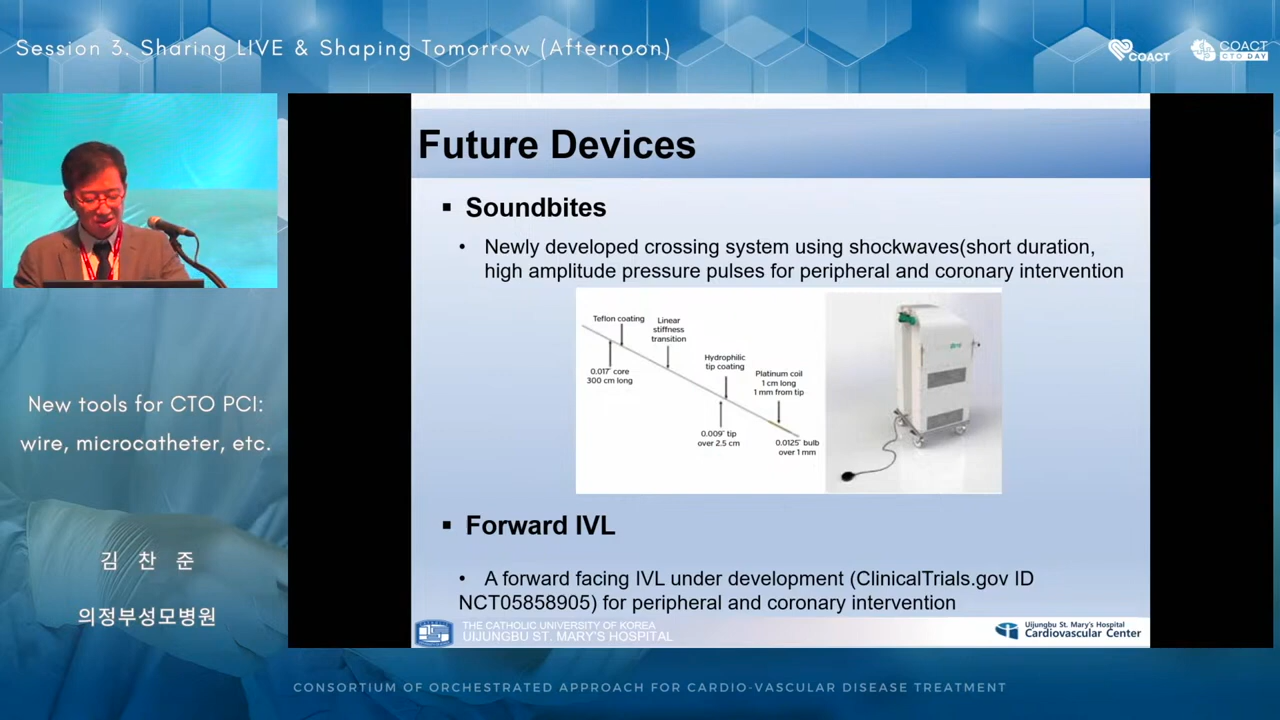 Session 3. Sharing LIVE & Shaping Tomorrow (Afternoon)
COACT
COACT
CTO DAY
Future Devices
▪ Soundbites
• Newly developed crossing system using shockwaves(short duration,
high amplitude pressure pulses for peripheral and coronary intervention
Teflon coating
Linear
stiffness
transition
0.017" core
300 cm long
Hydrophilic
tip coating
Platinum coil
1 cm long
1 mm from tip
0.009" tip
over 2.5 cm
0.0125" bulb
over 1 mm
▪ Forward IVL
• A forward facing IVL under development (ClinicalTrials.gov ID
NCT05858905) for peripheral and coronary intervention
THE CATHOLIC UNIVERSITY OF KOREA
UIJUNGBU ST. MARY'S HOSPITAL
Uijungbu St. Mary's Hospital
Cardiovascular Center
New tools for CTO PCI:
wire, microcatheter, etc.
김 찬 준
의정부성모병원
CONSORTIUM OF ORCHESTRATED APPROACH FOR CARDIO-VASCULAR DISEASE TREATMENT